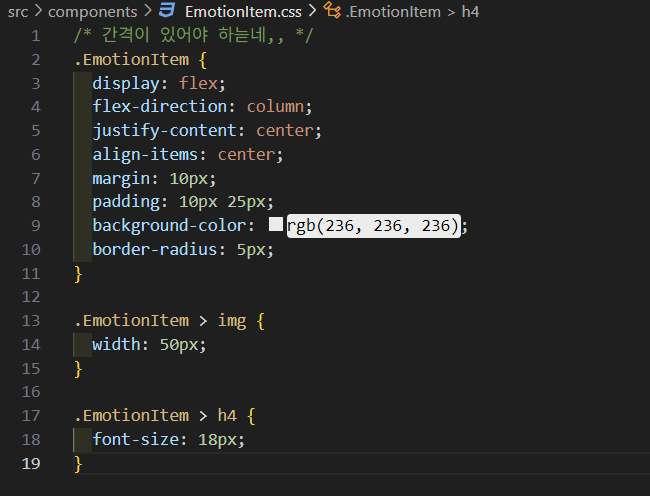 src > components > EmotionItem.css > .EmotionItem > h4
1 /* 간격이 있어야 하는네,, */
2 .EmotionItem {
3 display: flex;
4 flex-direction: column;
5 justify-content: center;
6 align-items: center;
7 margin: 10px;
8 padding: 10px 25px;
9 background-color: rgb(236, 236, 236);
10 border-radius: 5px;
11 }
12
13 .EmotionItem > img {
14 width: 50px;
15 }
16
17 .EmotionItem > h4 {
18 font-size: 18px;
19 }